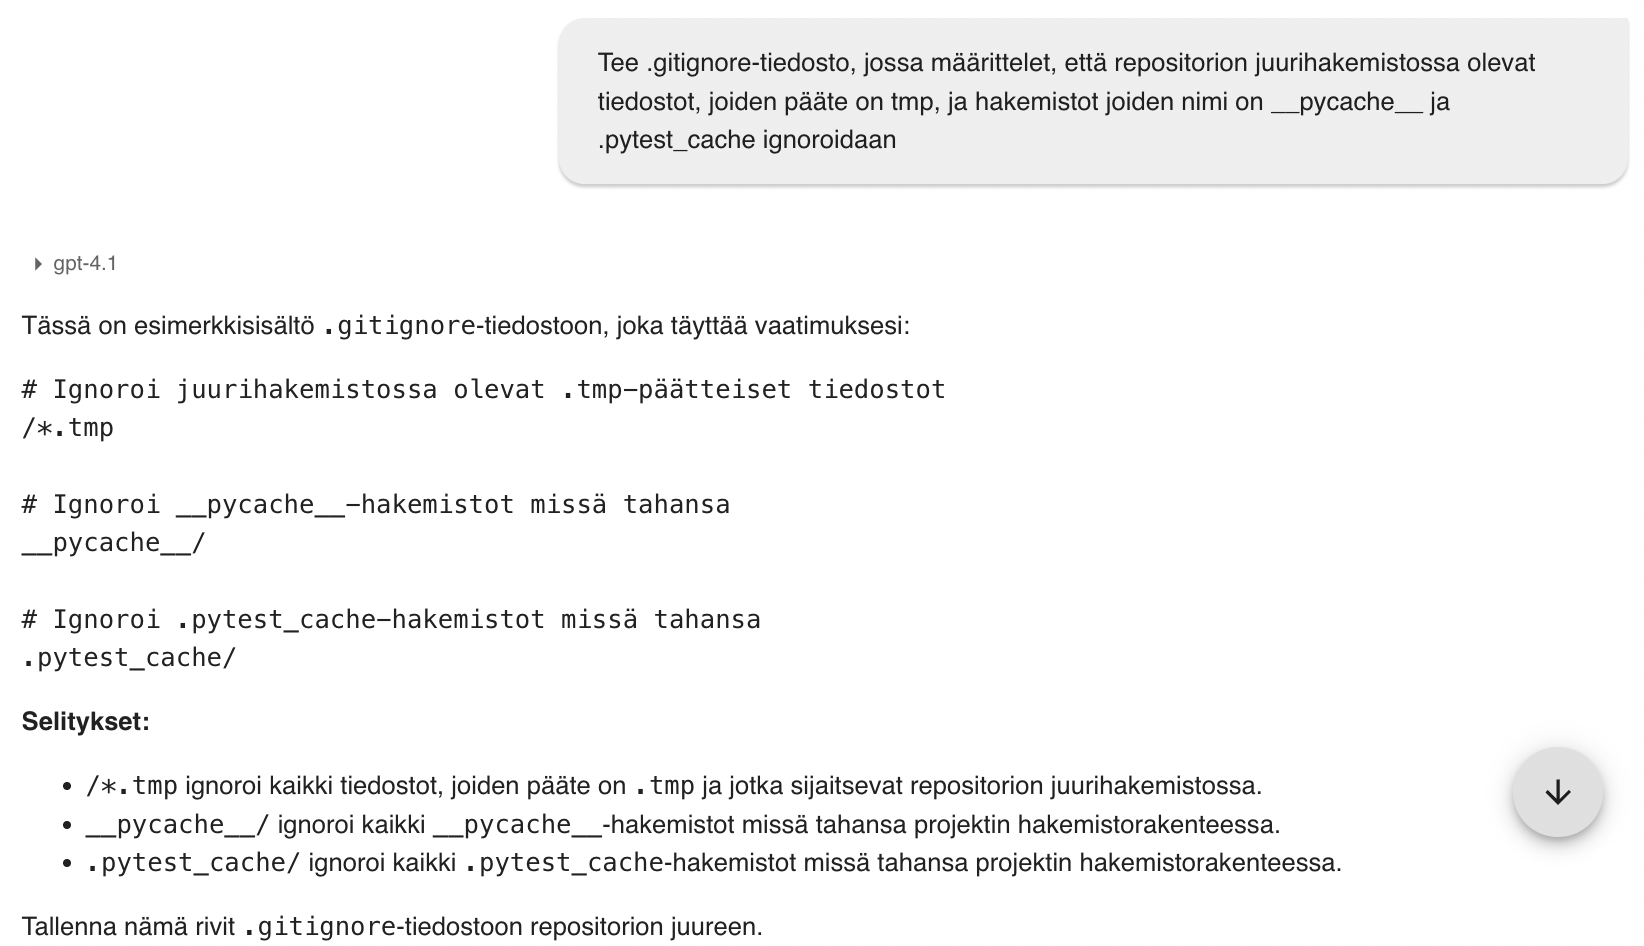 Tee .gitignore-tiedosto, jossa määrittelet, että repositorion juurihakemistossa olevat
tiedostot, joiden pääte on tmp, ja hakemistot joiden nimi on __pycache__ ja
.pytest_cache ignoroidaan
gpt-4.1
Tässä on esimerkkisisältö .gitignore-tiedostoon, joka täyttää vaatimuksesi:
# Ignoroi juurihakemistossa olevat .tmp-päätteiset tiedostot
/*.tmp
# Ignoroi __pycache__-hakemistot missä tahansa
__pycache__/
# Ignoroi .pytest_cache-hakemistot missä tahansa
.pytest_cache/
Selitykset:
• /*.tmp ignoroi kaikki tiedostot, joiden pääte on .tmp ja jotka sijaitsevat repositorion juurihakemistossa.
• __pycache__/ ignoroi kaikki __pycache__-hakemistot missä tahansa projektin hakemistorakenteessa.
• .pytest_cache/ ignoroi kaikki .pytest_cache-hakemistot missä tahansa projektin hakemistorakenteessa.
Tallenna nämä rivit .gitignore-tiedostoon repositorion juureen.